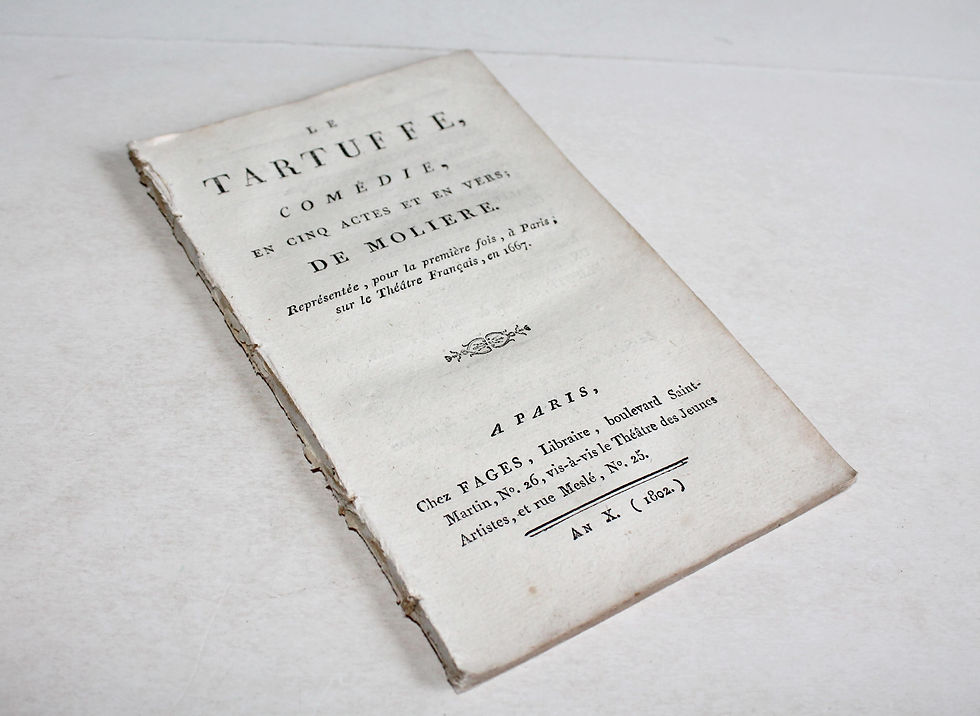 LE
TARTUFFE,
COMÉDIE,
EN CINQ ACTES ET EN VERS;
DE MOLIERE.
Représentée, pour la première fois, à Paris;
sur le Théâtre Français, en 1667.
A PARIS,
Chez FAGES, Libraire, boulevard Saint-
Martin, No. 26, vis-à-vis le Théâtre des Jeunes
Artistes, et rue Meslé, No. 25.
AN X. (1802.)